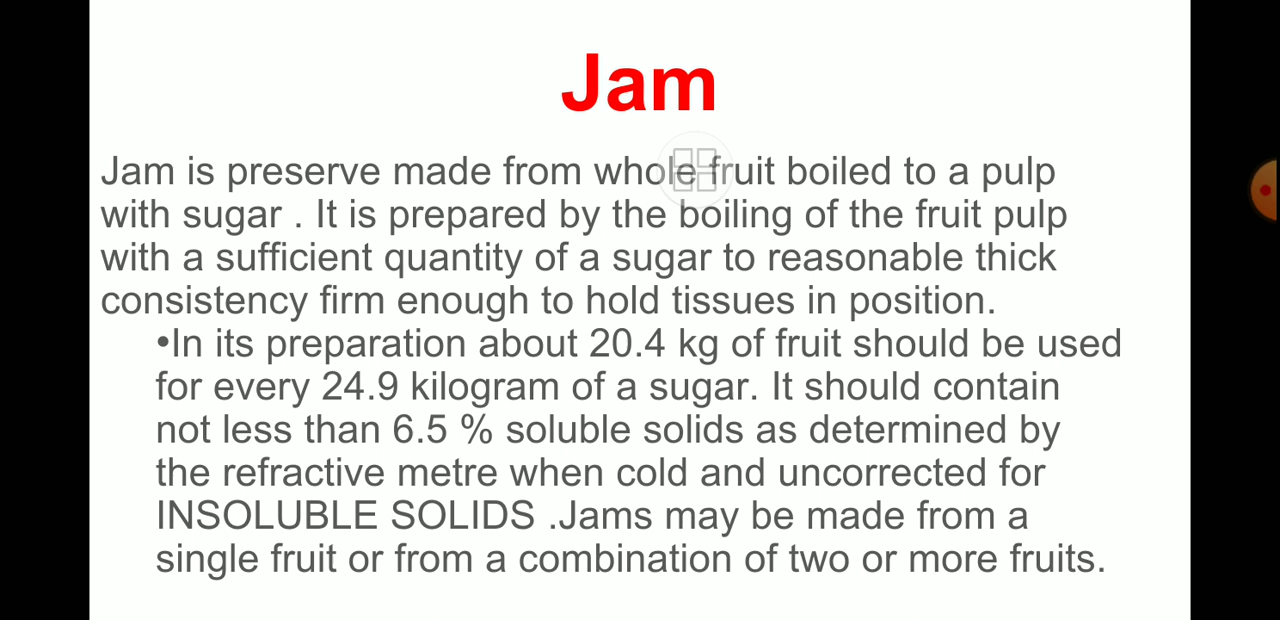 Jam
Jam is preserve made from whole fruit boiled to a pulp
with sugar . It is prepared by the boiling of the fruit pulp
with a sufficient quantity of a sugar to reasonable thick
consistency firm enough to hold tissues in position.
•In its preparation about 20.4 kg of fruit should be used
for every 24.9 kilogram of a sugar. It should contain
not less than 6.5 % soluble solids as determined by
the refractive metre when cold and uncorrected for
INSOLUBLE SOLIDS .Jams may be made from a
single fruit or from a combination of two or more fruits.